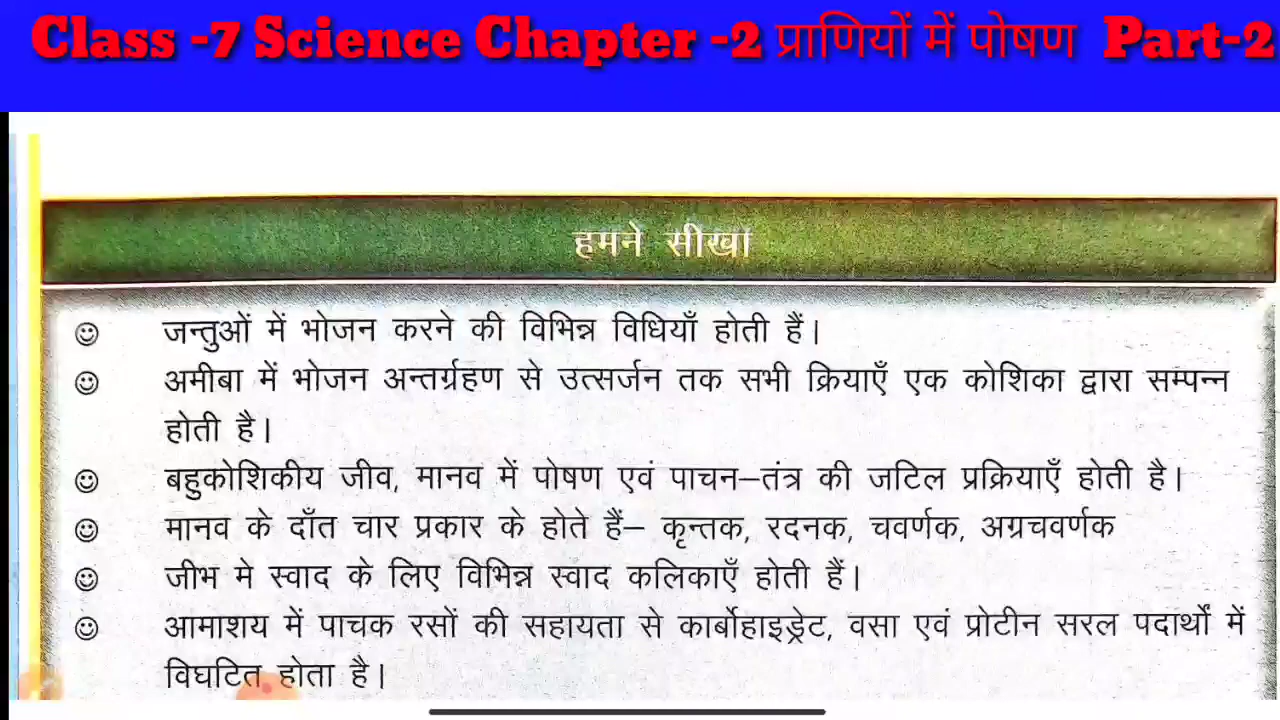 Class -7 Science Chapter -2 प्राणियों में पोषण Part-2
हमने सीखा
☺ जन्तुओं में भोजन करने की विभिन्न विधियाँ होती हैं।
☺ अमीबा में भोजन अन्तर्ग्रहण से उत्सर्जन तक सभी क्रियाएँ एक कोशिका द्वारा सम्पन्न
होती है।
☺ बहुकोशिकीय जीव, मानव में पोषण एवं पाचन–तंत्र की जटिल प्रक्रियाएँ होती है।
☺ मानव के दाँत चार प्रकार के होते हैं– कृन्तक, रदनक, चवर्णक, अग्रचवर्णक
☺ जीभ मे स्वाद के लिए विभिन्न स्वाद कलिकाएँ होती हैं।
☺ आमाशय में पाचक रसों की सहायता से कार्बोहाइड्रेट, वसा एवं प्रोटीन सरल पदार्थों में
विघटित होता है।